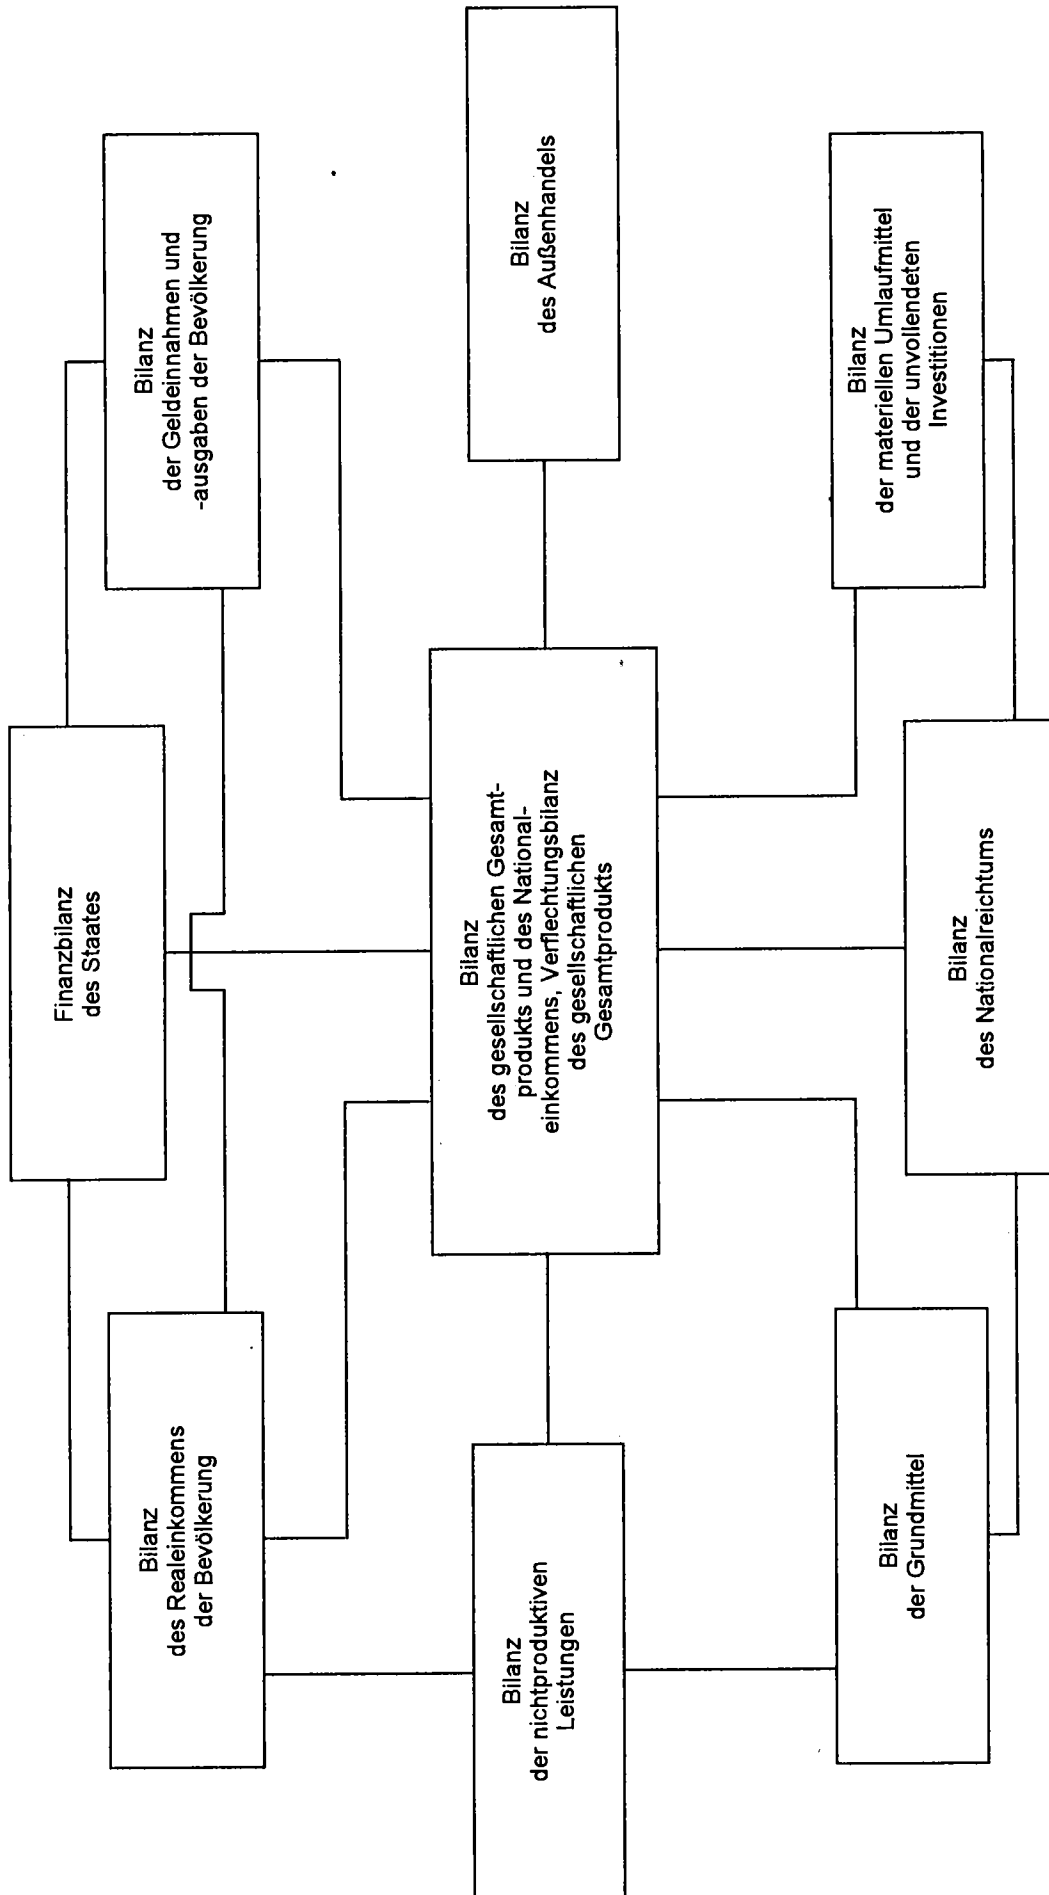 Finanzbilanz
des Staates
Bilanz
des Realeinkommens
der Bevölkerung
Bilanz
der Geldeinnahmen und
-ausgaben der Bevölkerung
Bilanz
der nichtproduktiven
Leistungen
Bilanz
des gesellschaftlichen Gesamt-
produkts und des National-
einkommens, Verflechtungsbilanz
des gesellschaftlichen
Gesamtprodukts
Bilanz
des Außenhandels
Bilanz
der Grundmittel
Bilanz
der materiellen Umlaufmittel
und der unvollendeten
Investitionen
Bilanz
des Nationalreichtums